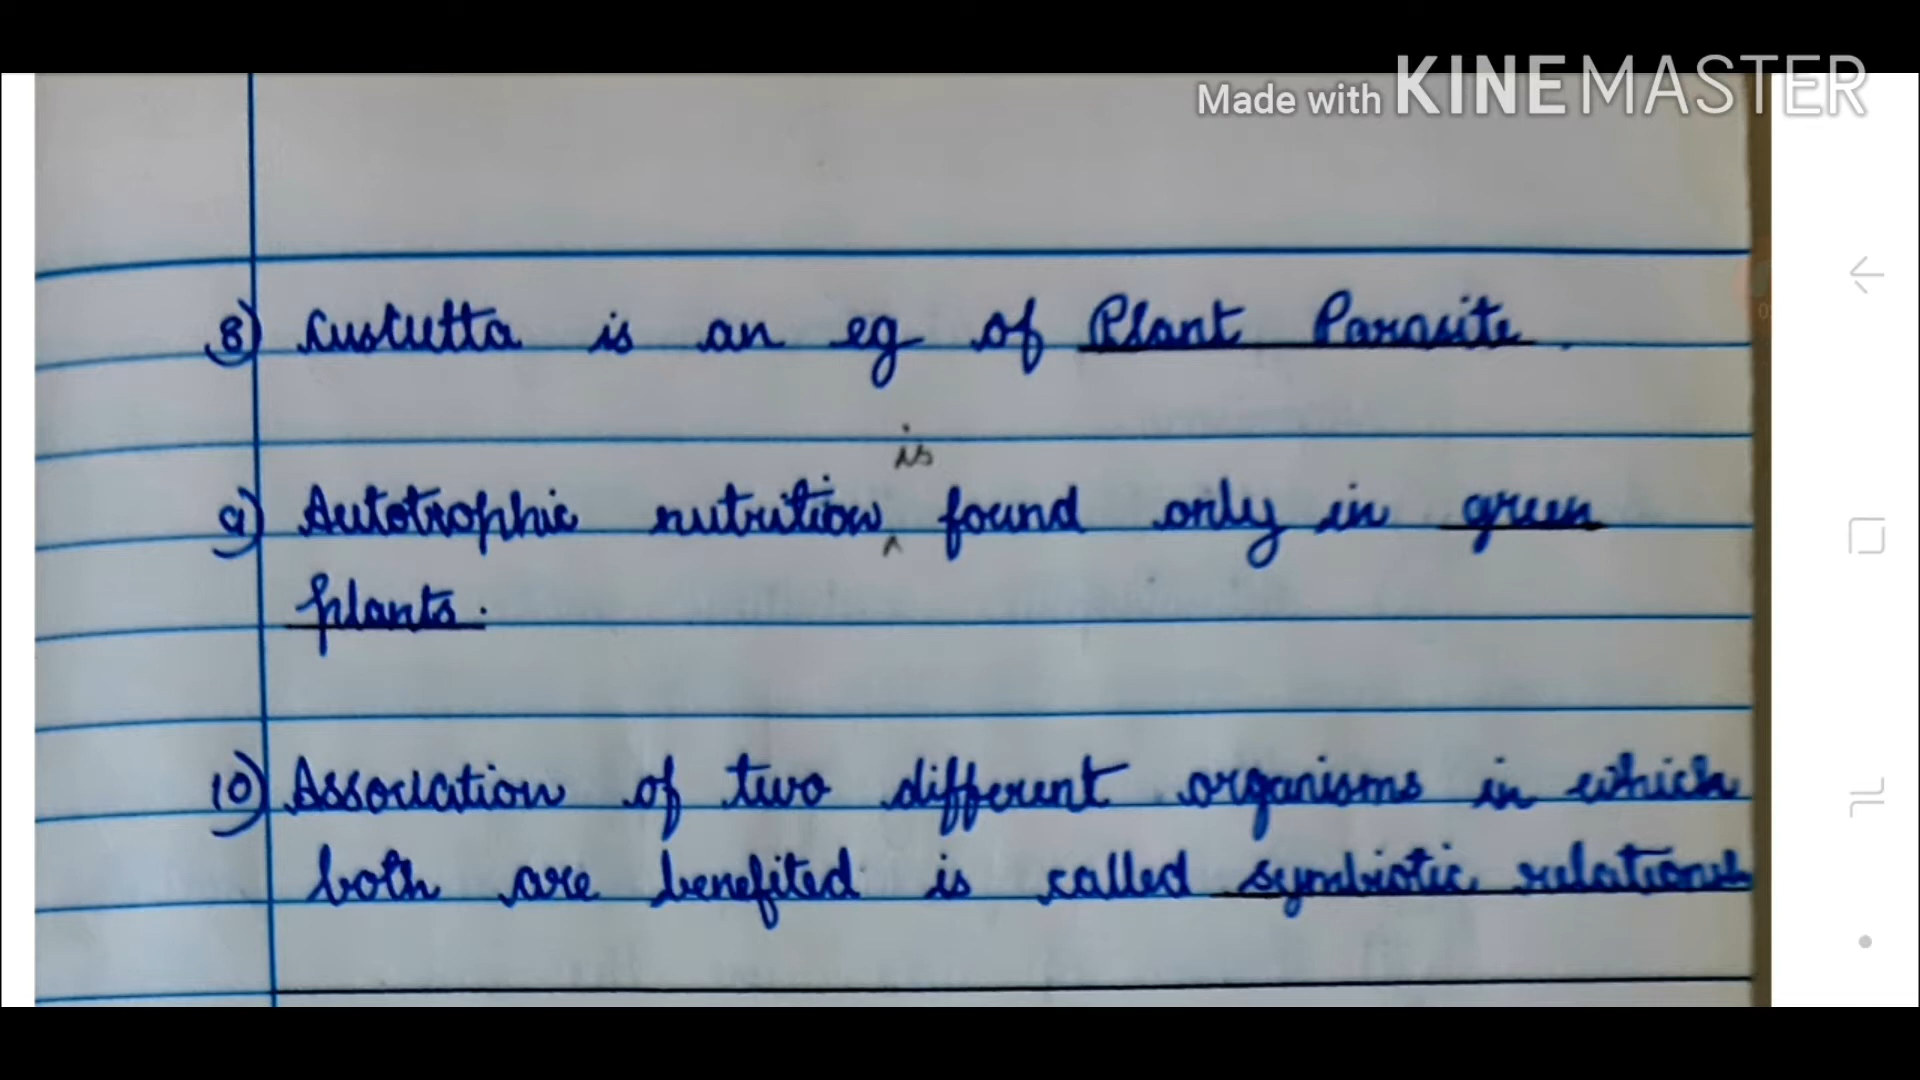 Made with KINEMASTER
8) Cuscutta is an eg of Plant Parasite.
is
9) Autotrophic nutrition ^ found only in green
plants.
10) Association of two different organisms in which
both are benefited is called symbiotic relationsh